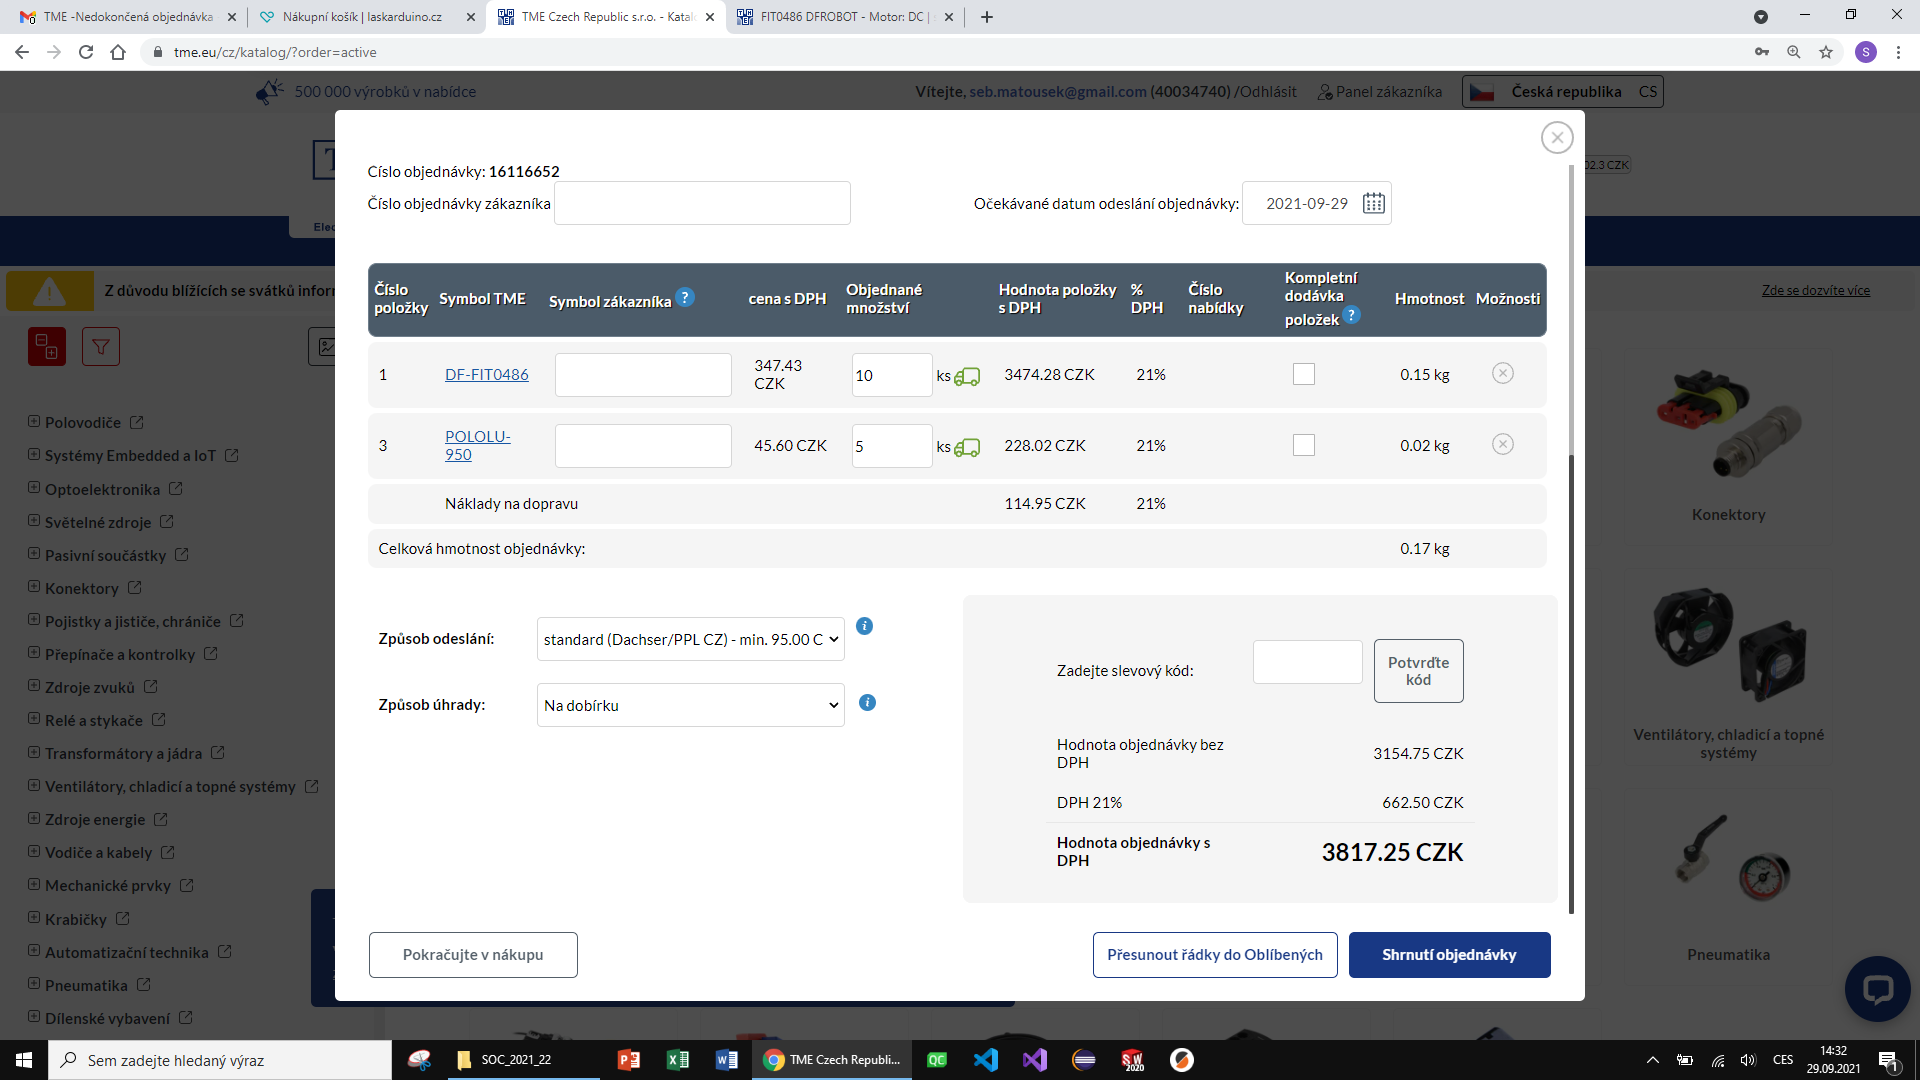 TME -Nedokončená objednávka
Nákupní košík | laskarduino.cz
TME Czech Republic s.r.o. - Katal
FIT0486 DFROBOT - Motor: DC |
tme.eu/cz/katalog/?order=active
S
500 000 výrobků v nabídce
Vítejte, seb.matousek@gmail.com (40034740) /Odhlásit
Panel zákazníka
Česká republika CS
02.3 CZK
Elec
Z důvodu blížících se svátků inforn
Zde se dozvíte více
Číslo objednávky: 16116652
Číslo objednávky zákazníka
Očekávané datum odeslání objednávky: 2021-09-29
Číslo položky Symbol TME Symbol zákazníka ? cena s DPH Objednané množství Hodnota položky s DPH % DPH Číslo nabídky Kompletní dodávka položek ? Hmotnost Možnosti
1 DF-FIT0486 347.43 CZK 10 ks 3474.28 CZK 21% 0.15 kg
3 POLOLU-950 45.60 CZK 5 ks 228.02 CZK 21% 0.02 kg
Náklady na dopravu 114.95 CZK 21%
Celková hmotnost objednávky: 0.17 kg
Způsob odeslání: standard (Dachser/PPL CZ) - min. 95.00 C
Způsob úhrady: Na dobírku
Zadejte slevový kód:
Potvrďte kód
Hodnota objednávky bez DPH 3154.75 CZK
DPH 21% 662.50 CZK
Hodnota objednávky s DPH 3817.25 CZK
Pokračujte v nákupu
Přesunout řádky do Oblíbených
Shrnutí objednávky
Polovodiče
Systémy Embedded a IoT
Optoelektronika
Světelné zdroje
Pasivní součástky
Konektory
Pojistky a jističe, chrániče
Přepínače a kontrolky
Zdroje zvuků
Relé a stykače
Transformátory a jádra
Ventilátory, chladicí a topné systémy
Zdroje energie
Vodiče a kabely
Mechanické prvky
Krabičky
Automatizační technika
Pneumatika
Dílenské vybavení
Konektory
Ventilátory, chladicí a topné
systémy
Pneumatika
Sem zadejte hledaný výraz
SOC_2021_22
TME Czech Republi...
QC
SW
2020
CES
14:32
29.09.2021
1